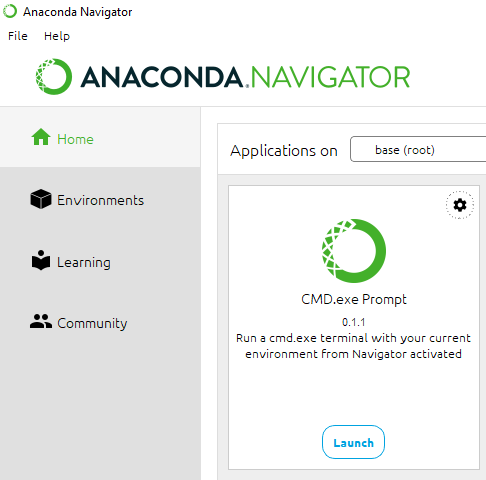 Anaconda Navigator
File Help
ANACONDA.NAVIGATOR
Home
Environments
Learning
Community
Applications on base (root)
CMD.exe Prompt
0.1.1
Run a cmd.exe terminal with your current
environment from Navigator activated
Launch